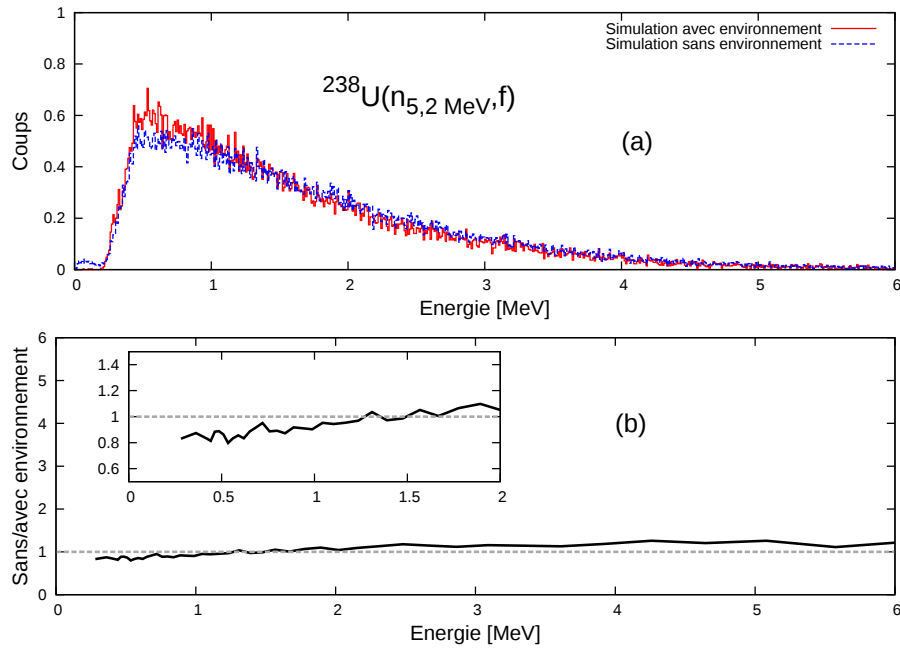 1
0.8
0.6
0.4
0.2
0
Coups
Simulation avec environnement
Simulation sans environnement
238U(n5,2 MeV,f)
(a)
0 1 2 3 4 5 6
Energie [MeV]
6
5
4
3
2
1
0
Sans/avec environnement
1.4
1.2
1
0.8
0.6
0 0.5 1 1.5 2
(b)
0 1 2 3 4 5 6
Energie [MeV]